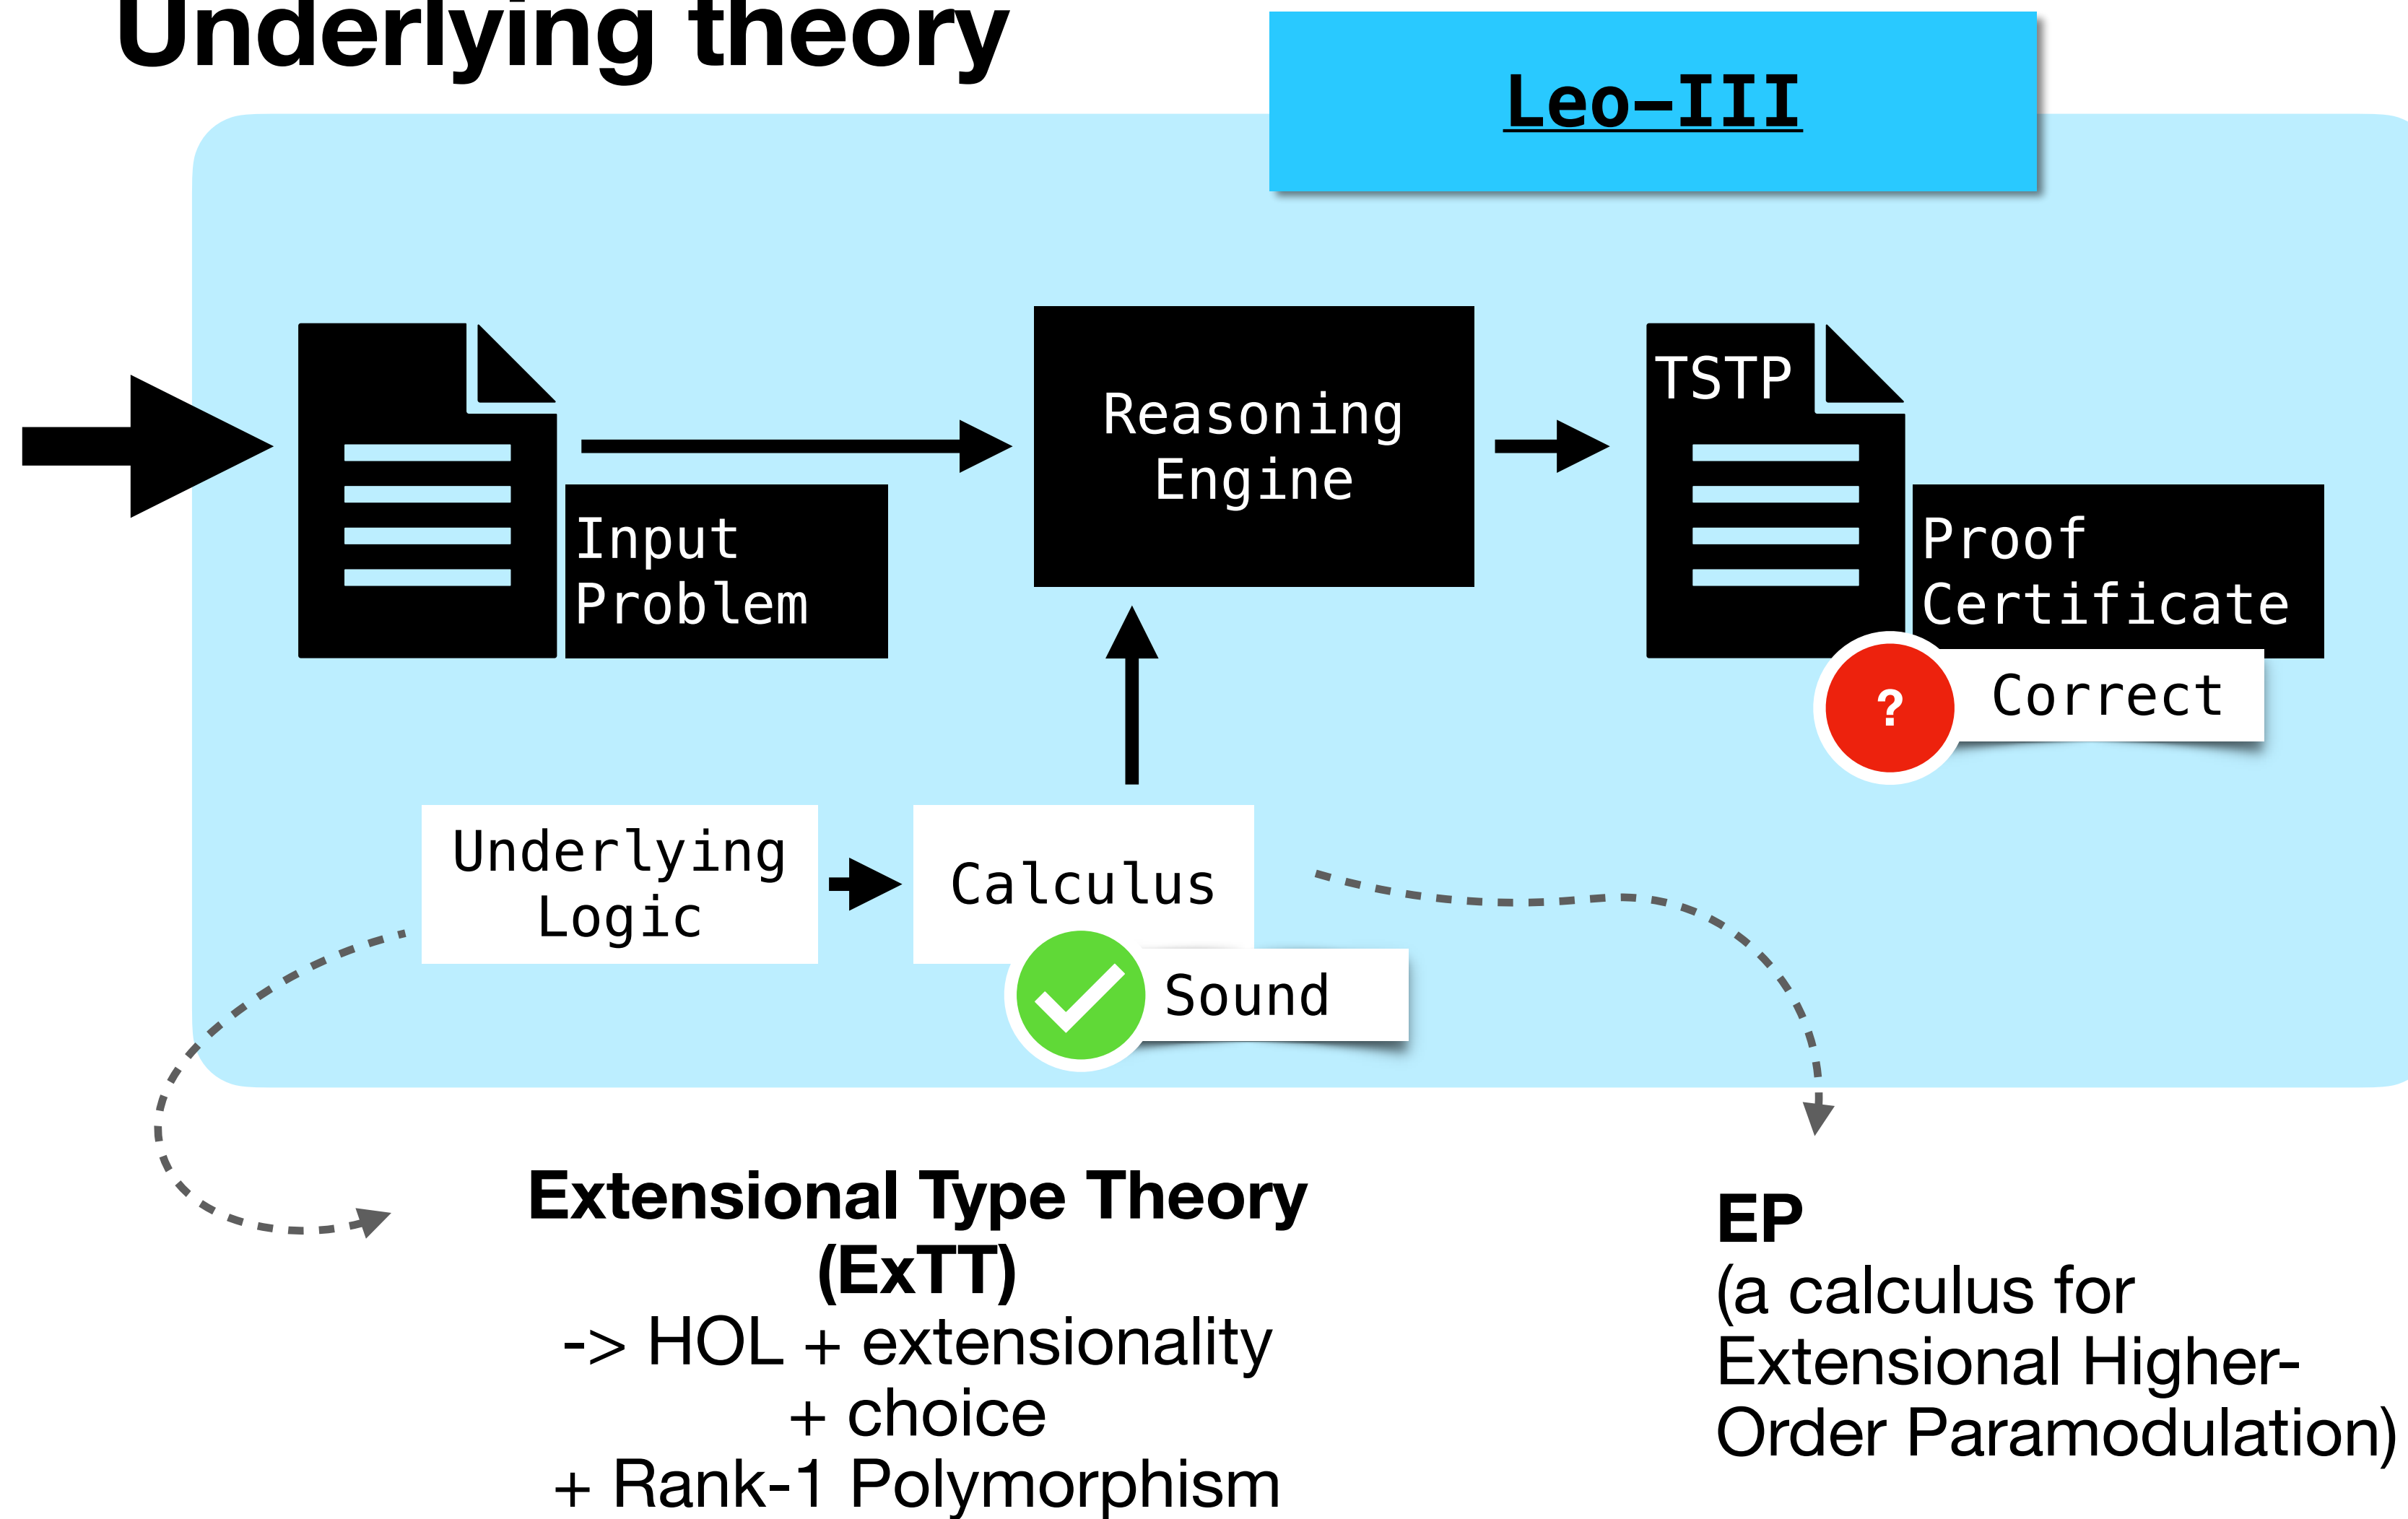 Underlying theory
Leo-III
Reasoning
Engine
TSTP
Input
Problem
Proof
Certificate
?
Correct
Underlying
Logic
Calculus
Sound
Extensional Type Theory
(ExTT)
-> HOL + extensionality
+ choice
+ Rank-1 Polymorphism
EP
(a calculus for
Extensional Higher-
Order Paramodulation)